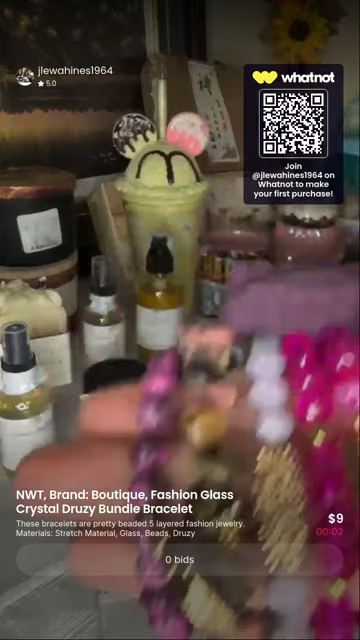 jlewahines1964
★ 5.0
whatnot
Join
@jlewahines1964 on
Whatnot to make
your first purchase!
NWT, Brand: Boutique, Fashion Glass
Crystal Druzy Bundle Bracelet
These bracelets are pretty beaded 5 layered fashion jewelry.
Materials: Stretch Material, Glass, Beads, Druzy
$9
00:02
0 bids